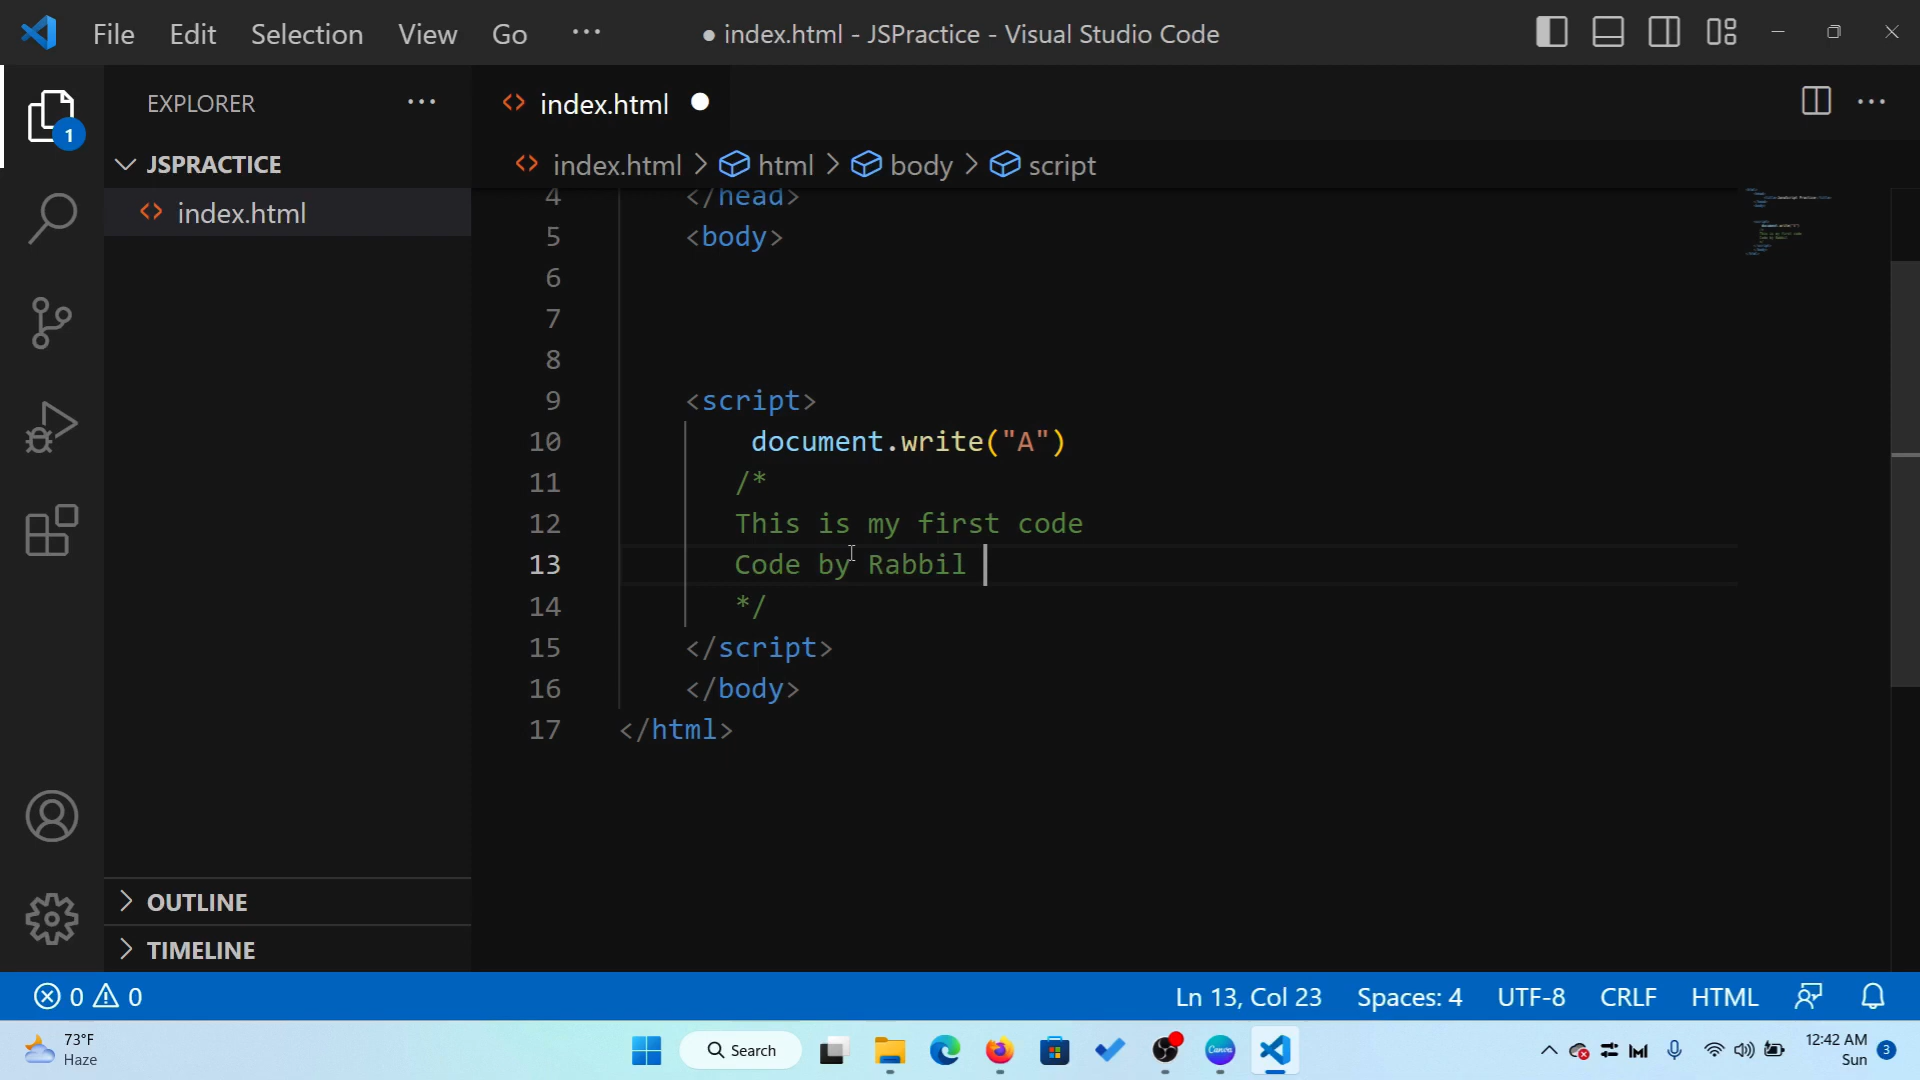 File Edit Selection View Go ··· ● index.html - JSPractice - Visual Studio Code
EXPLORER ···
JSPRACTICE
index.html
index.html ●
index.html > html > body > script
4 </head>
5 <body>
6
7
8
9 <script>
10 document.write("A")
11 /*
12 This is my first code
13 Code by Rabbil
14 */
15 </script>
16 </body>
17 </html>
1
OUTLINE
TIMELINE
0 0 Ln 13, Col 23 Spaces: 4 UTF-8 CRLF HTML
73°F
Haze
Search
Canva
12:42 AM
Sun
3